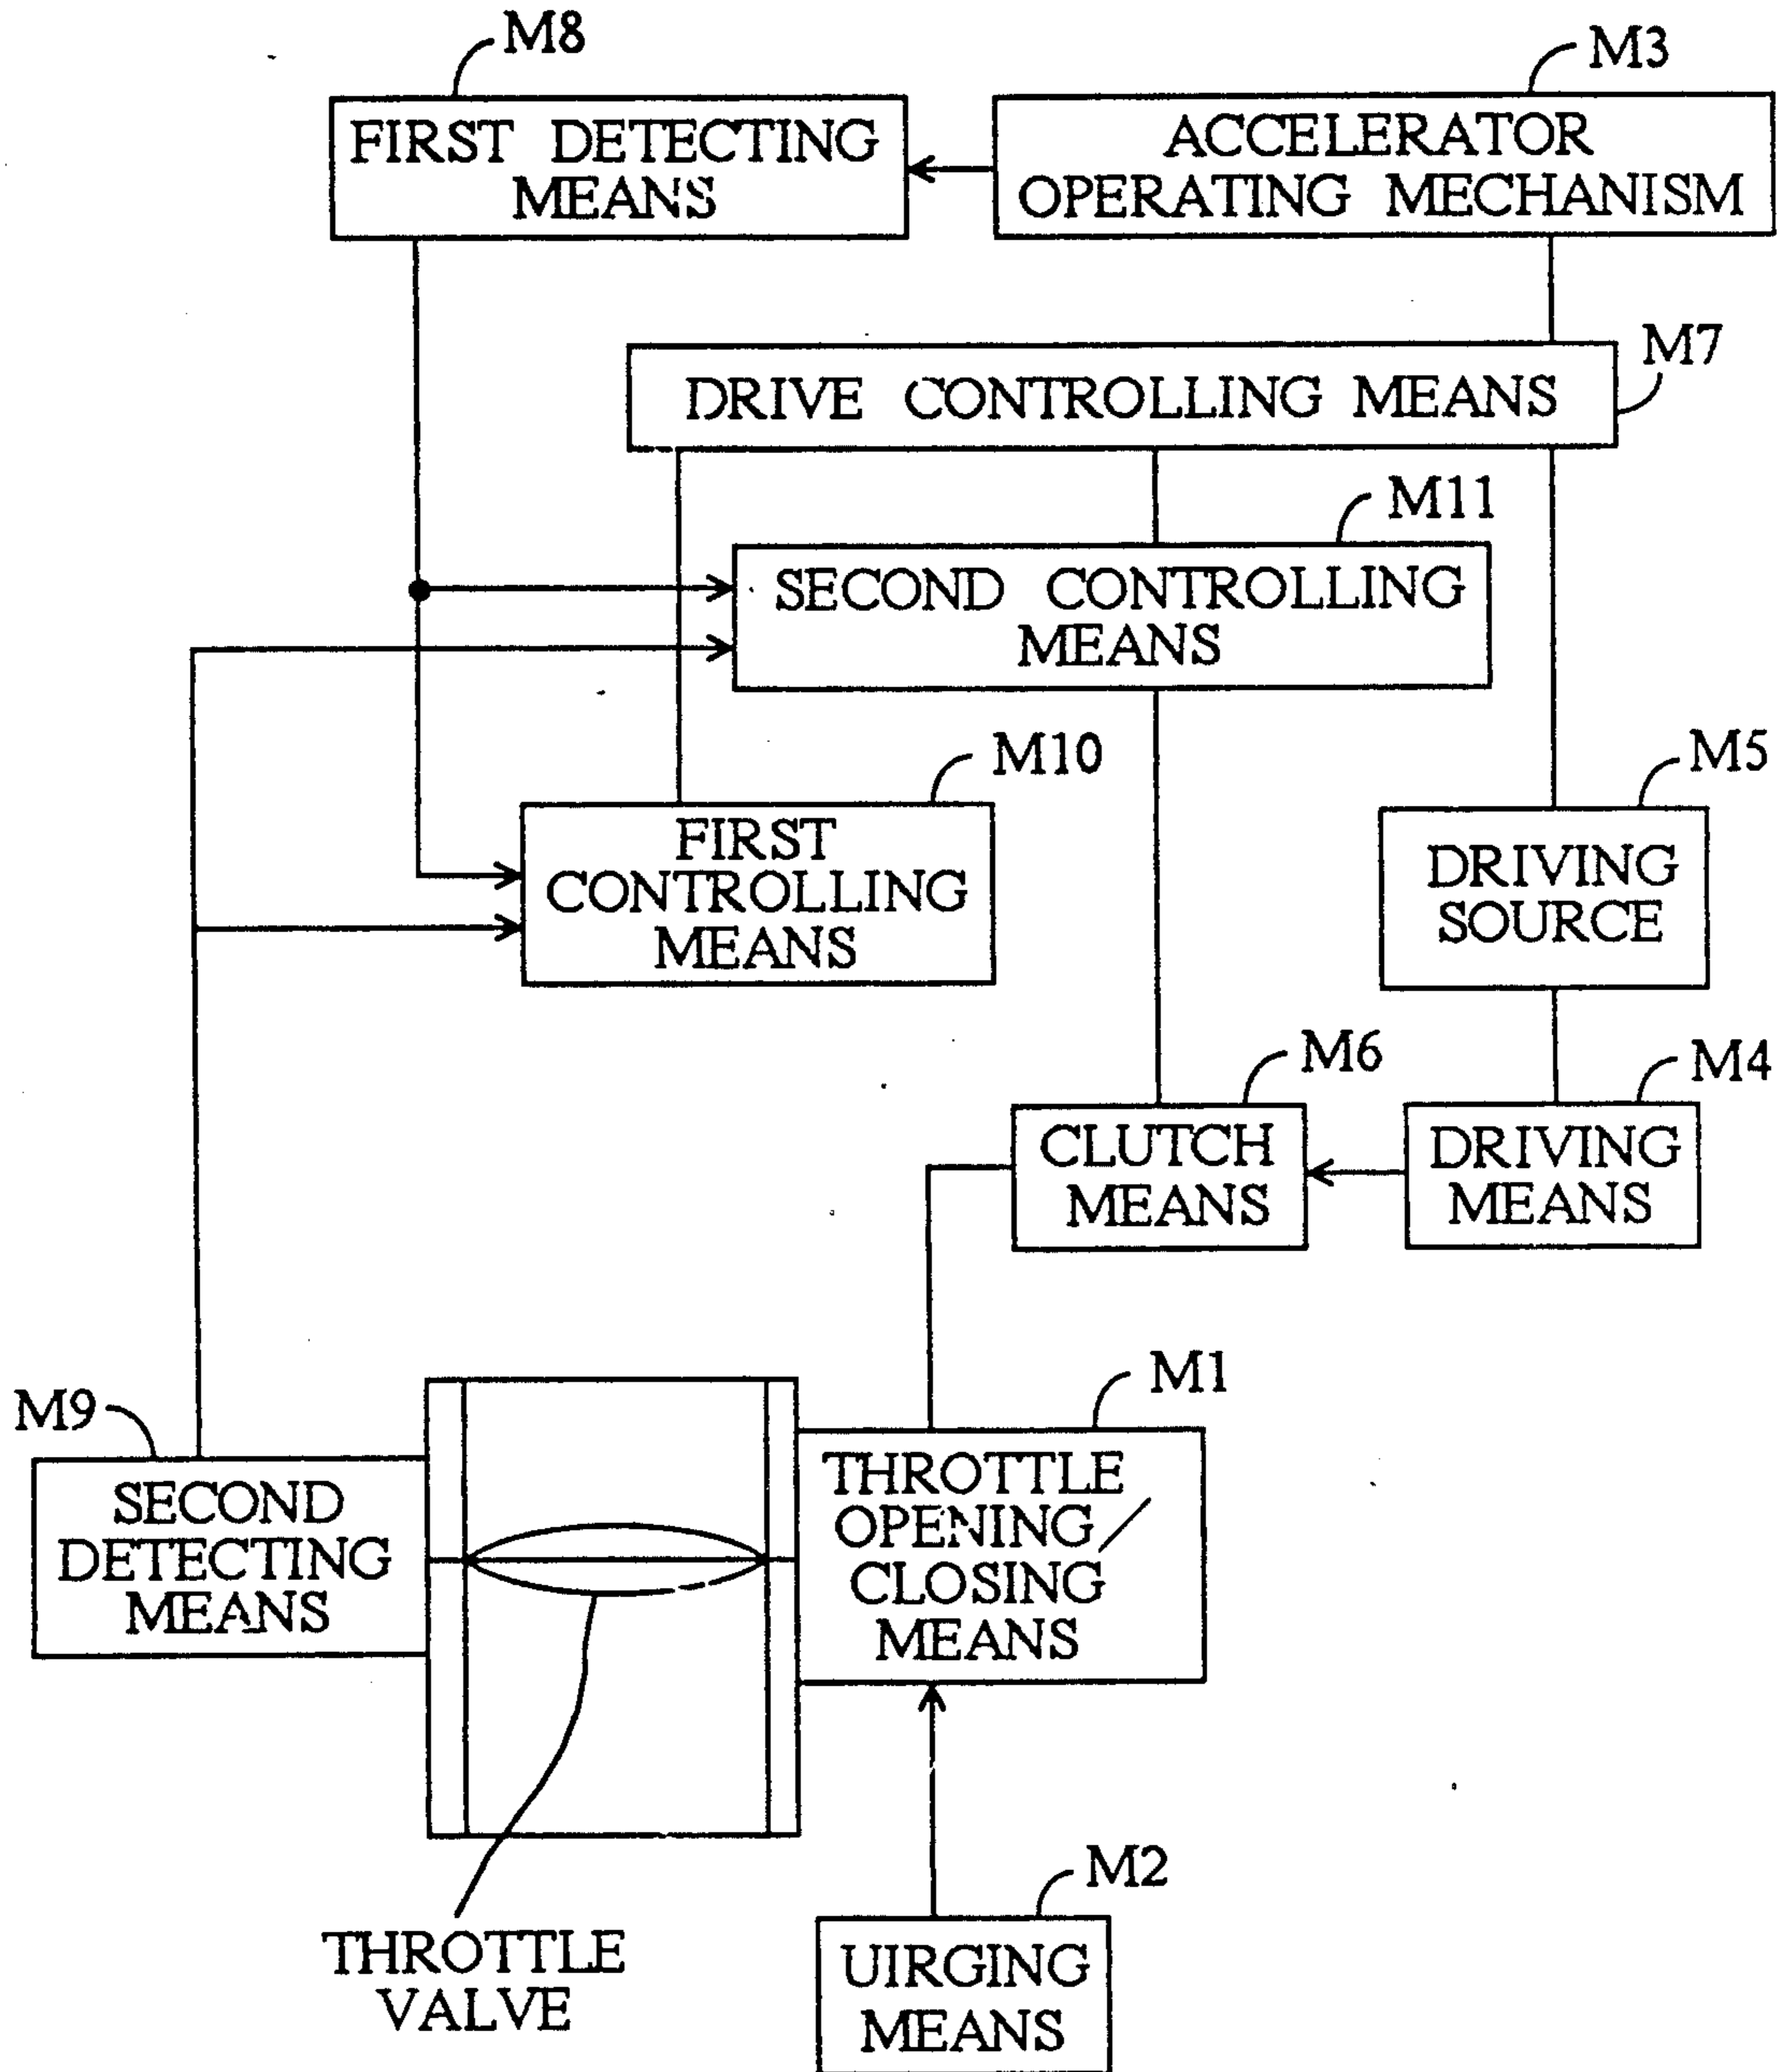 M8
M3
FIRST DETECTING
MEANS
ACCELERATOR
OPERATING MECHANISM
M7
DRIVE CONTROLLING MEANS
M11
SECOND CONTROLLING
MEANS
M10
M5
FIRST
CONTROLLING
MEANS
DRIVING
SOURCE
M6
M4
CLUTCH
MEANS
DRIVING
MEANS
M1
M9
THROTTLE
OPENING/
CLOSING
MEANS
SECOND
DETECTING
MEANS
M2
THROTTLE
VALVE
UIRGING
MEANS